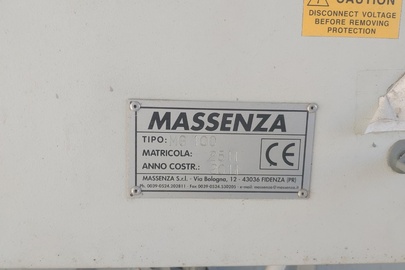 CAUTION
DISCONNECT VOLTAGE
BEFORE REMOVING
PROTECTION
MASSENZA
TIPO:
MATRICOLA:
ANNO COSTR.:
CE
MASSENZA S.r.l. - Via Bologna, 12 - 43036 FIDENZA (PR)